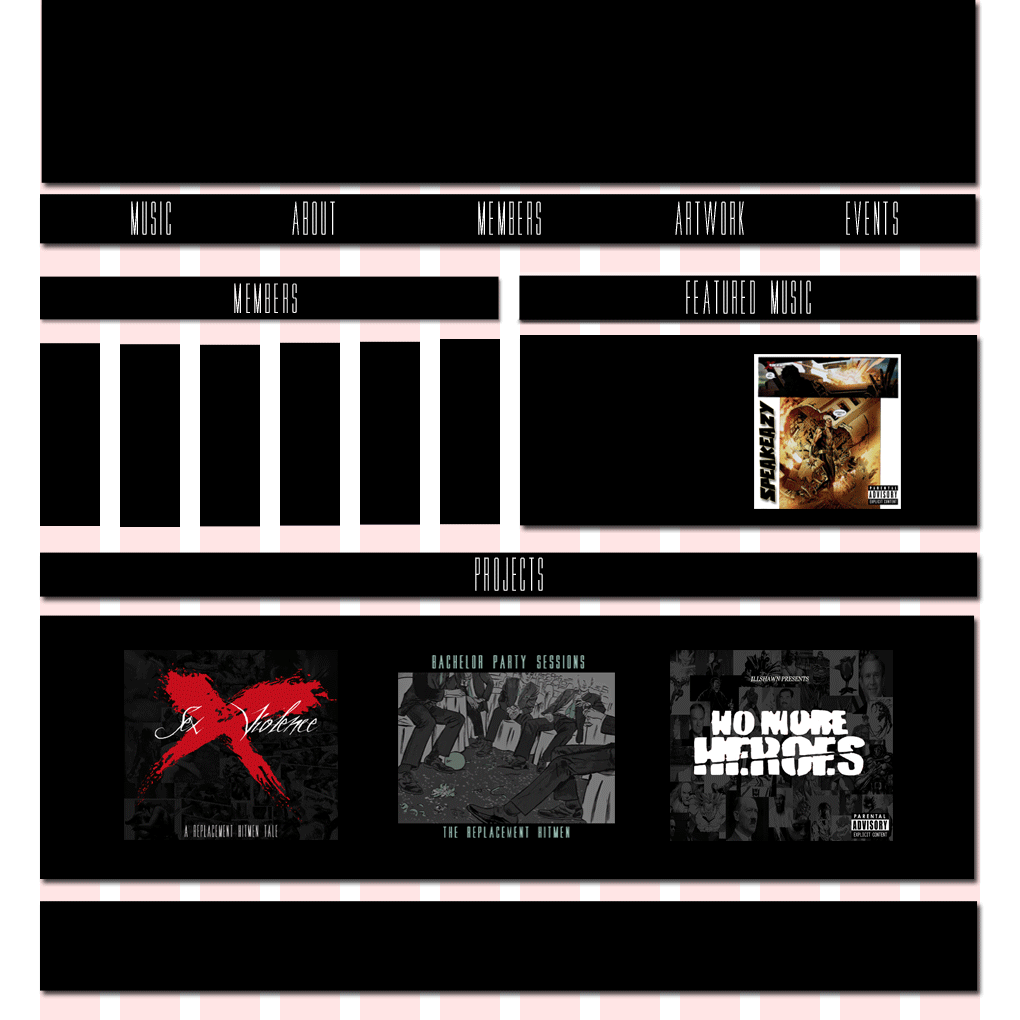 MUSIC ABOUT MEMBERS ARTWORK EVENTS
MEMBERS
FEATURED MUSIC
SPEAKEAZY
PARENTAL
ADVISORY
EXPLICIT CONTENT
PROJECTS
Sex Violence
A REPLACEMENT HITMEN TALE
BACHELOR PARTY SESSIONS
THE REPLACEMENT HITMEN
ILLSHAWN PRESENTS
NO MORE
HEROES
PARENTAL
ADVISORY
EXPLICIT CONTENT